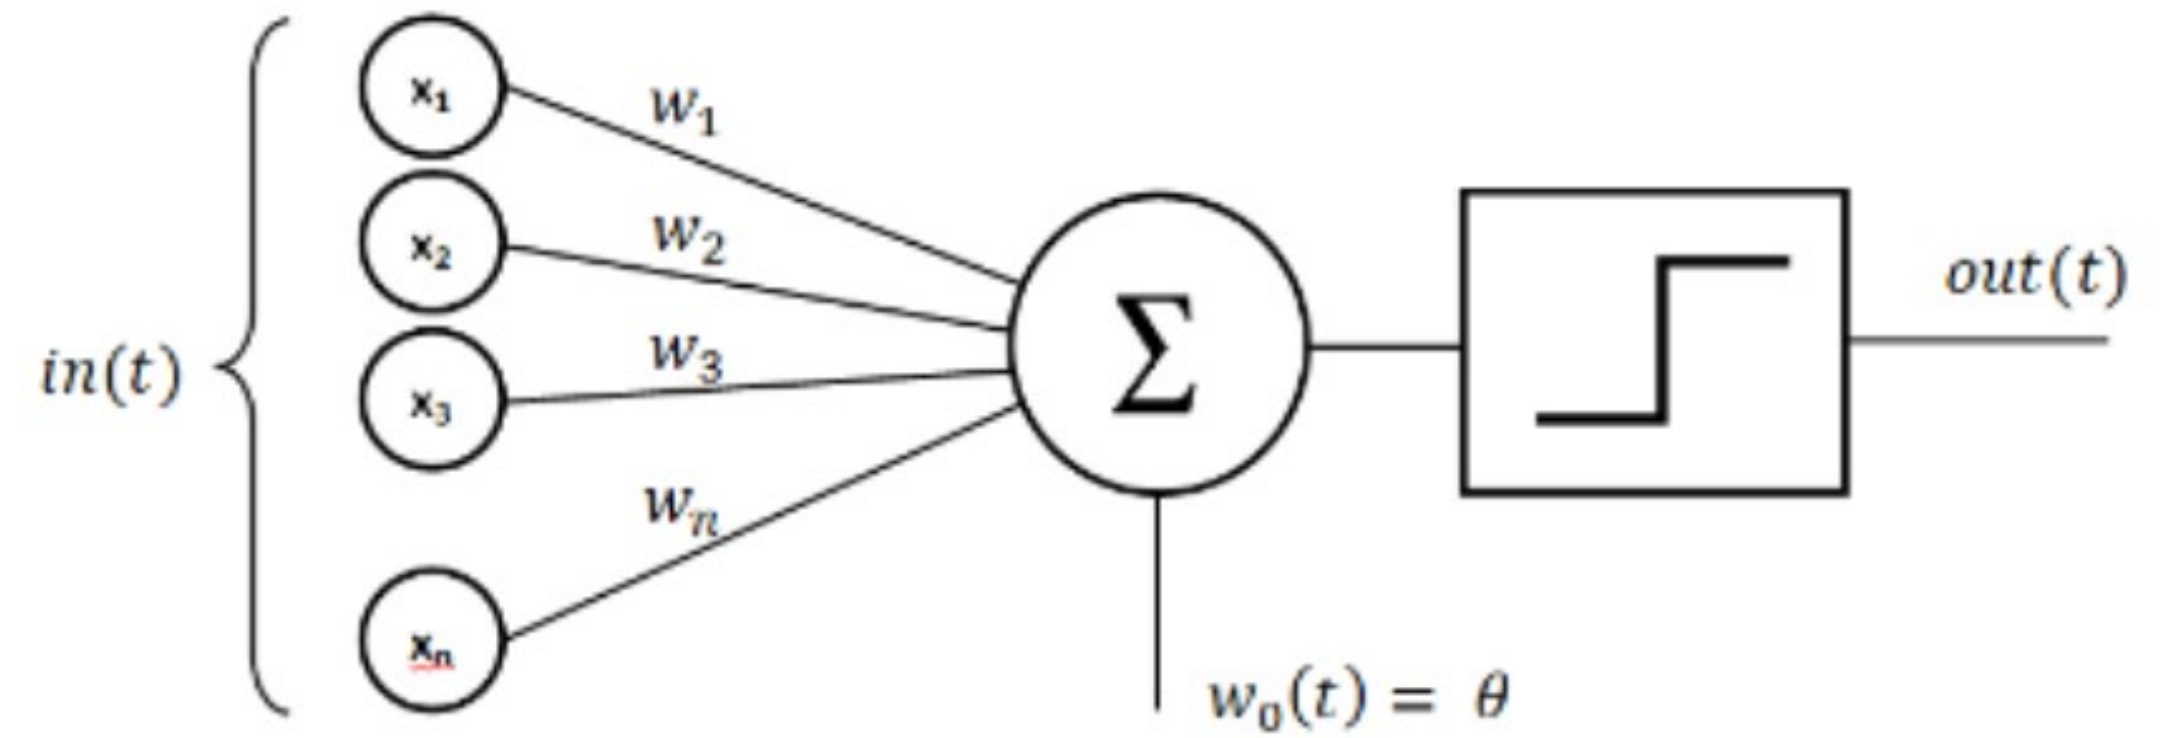 x₁
w₁
x₂
w₂
x₃
w₃
xₙ
wₙ
in(t)
Σ
out(t)
w₀(t) = θ